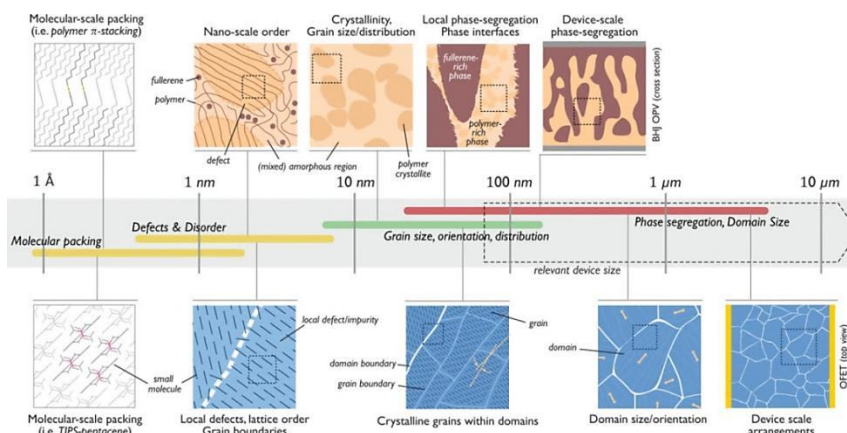 Molecular-scale packing
(i.e. polymer π-stacking)
Nano-scale order
Crystallinity,
Grain size/distribution
Local phase-segregation
Phase interfaces
Device-scale
phase-segregation
fullerene
polymer
defect
(mixed) amorphous region
polymer
crystallite
fullerene-
rich
phase
polymer-
rich
phase
BHJ OPV (cross section)
1 Å
1 nm
10 nm
100 nm
1 µm
10 µm
Molecular packing
Defects & Disorder
Grain size, orientation, distribution
Phase segregation, Domain Size
relevant device size
small
molecule
local defect/impurity
domain boundary
grain boundary
grain
domain
OFET (top view)
Molecular-scale packing
(i.e. TIPS-pentacene)
Local defects, lattice order
Grain boundaries
Crystalline grains within domains
Domain size/orientation
Device scale
arrangements